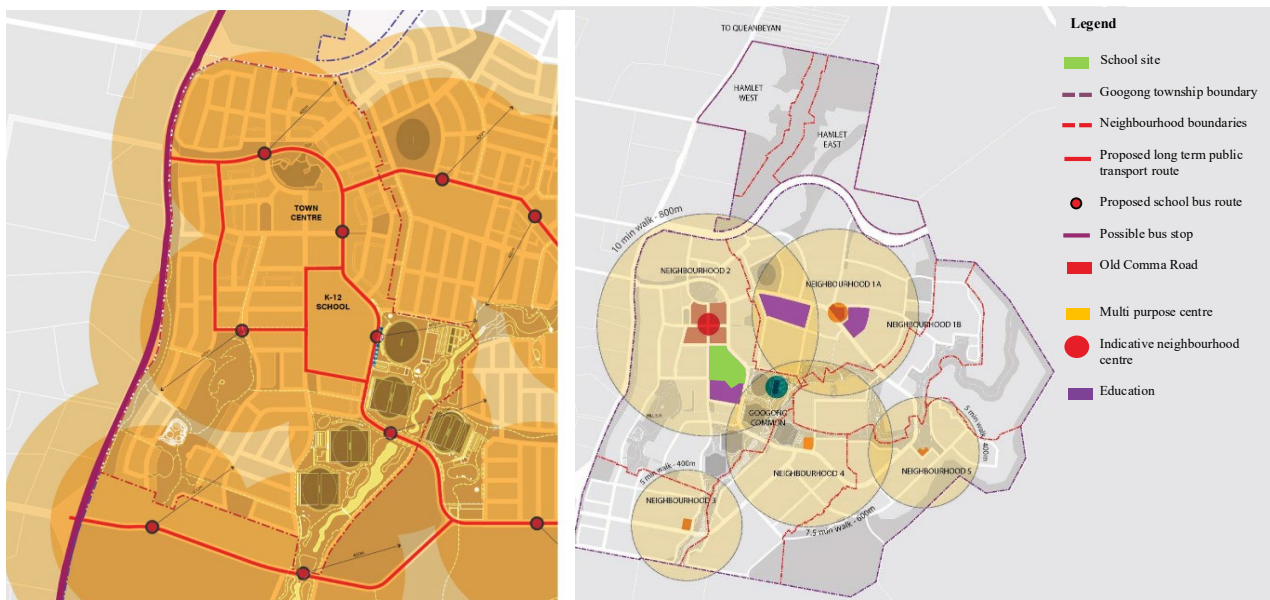 TOWN
CENTRE
K-12
SCHOOL
400m
TO QUEANBEYAN
HAMLET
WEST
HAMLET
EAST
10 min walk - 800m
NEIGHBOURHOOD 2
NEIGHBOURHOOD 1A
NEIGHBOURHOOD 1B
GOOGONG
COMMON
5 min walk - 400m
NEIGHBOURHOOD 3
NEIGHBOURHOOD 4
NEIGHBOURHOOD 5
5 min walk - 400m
7.5 min walk - 600m
Legend
School site
Googong township boundary
Neighbourhood boundaries
Proposed long term public
transport route
Proposed school bus route
Possible bus stop
Old Comma Road
Multi purpose centre
Indicative neighbourhood
centre
Education